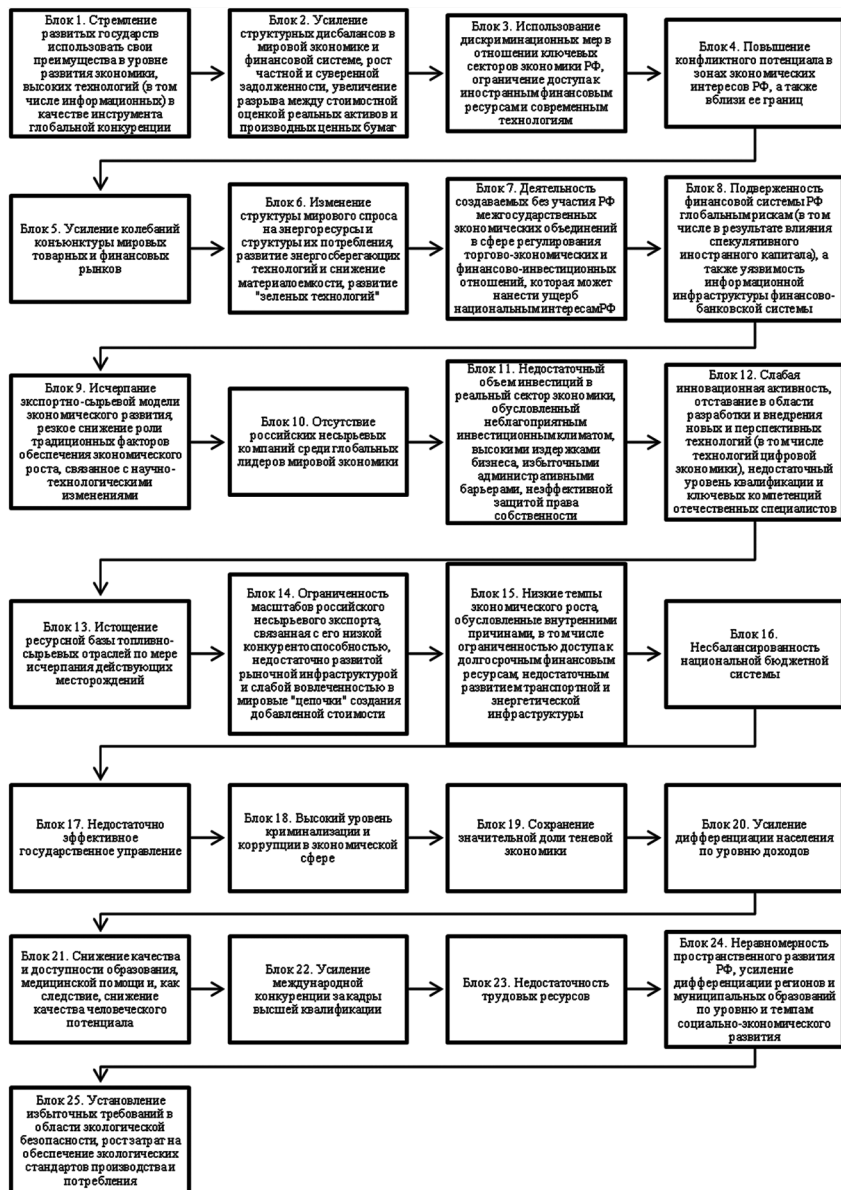 Блок 1. Стремление
развитых государств
использовать свои
преимущества в уровне
развития экономики,
высоких технологий (в том
числе информационных) в
качестве инструмента
глобальной конкуренции
Блок 2. Усиление
структурных дисбалансов в
мировой экономике и
финансовой системе, рост
частной и суверенной
задолженности, увеличение
разрыва между стоимостной
оценкой реальных активов и
производных ценных бумаг
Блок 3. Использование
дискриминационных мер в
отношении ключевых
секторов экономики РФ,
ограничение доступа к
иностранным финансовым
ресурсам и современным
технологиям
Блок 4. Повышение
конфликтного потенциала в
зонах экономических
интересов РФ, а также
вблизи ее границ
Блок 5. Усиление колебаний
конъюнктуры мировых
товарных и финансовых
рынков
Блок 6. Изменение
структуры мирового спроса
на энергоресурсы и
структуры их потребления,
развитие энергосберегающих
технологий и снижение
материалоемкости, развитие
"зеленых технологий"
Блок 7. Деятельность
создаваемых без участия РФ
межгосударственных
экономических объединений
в сфере регулирования
торгово-экономических и
финансово-инвестиционных
отношений, которая может
нанести ущерб
национальным интересам РФ
Блок 8. Подверженность
финансовой системы РФ
глобальным рискам (в том
числе в результате влияния
спекулятивного
иностранного капитала), а
также уязвимость
информационной
инфраструктуры финансово-
банковской системы
Блок 9. Исчерпание
экспортно-сырьевой модели
экономического развития,
резкое снижение роли
традиционных факторов
обеспечения экономического
роста, связанное с научно-
технологическими
изменениями
Блок 10. Отсутствие
российских несырьевых
компаний среди глобальных
лидеров мировой экономики
Блок 11. Недостаточный
объем инвестиций в
реальный сектор экономики,
обусловленный
неблагоприятным
инвестиционным климатом,
высокими издержками
бизнеса, избыточными
административными
барьерами, неэффективной
защитой права
собственности
Блок 12. Слабая
инновационная активность,
отставание в области
разработки и внедрения
новых и перспективных
технологий (в том числе
технологий цифровой
экономики), недостаточный
уровень квалификации и
ключевых компетенций
отечественных специалистов
Блок 13. Истощение
ресурсной базы топливно-
сырьевых отраслей по мере
исчерпания действующих
месторождений
Блок 14. Ограниченность
масштабов российского
несырьевого экспорта,
связанная с его низкой
конкурентоспособностью,
недостаточно развитой
рыночной инфраструктурой
и слабой вовлеченностью в
мировые "цепочки" создания
добавленной стоимости
Блок 15. Низкие темпы
экономического роста,
обусловленные внутренними
причинами, в том числе
ограниченностью доступа к
долгосрочным финансовым
ресурсам, недостаточным
развитием транспортной и
энергетической
инфраструктуры
Блок 16.
Несбалансированность
национальной бюджетной
системы
Блок 17. Недостаточно
эффективное
государственное управление
Блок 18. Высокий уровень
криминализации и
коррупции в экономической
сфере
Блок 19. Сохранение
значительной доли теневой
экономики
Блок 20. Усиление
дифференциации населения
по уровню доходов
Блок 21. Снижение качества
и доступности образования,
медицинской помощи и, как
следствие, снижение
качества человеческого
потенциала
Блок 22. Усиление
международной
конкуренции за кадры
высшей квалификации
Блок 23. Недостаточность
трудовых ресурсов
Блок 24. Неравномерность
пространственного развития
РФ, усиление
дифференциации регионов и
муниципальных образований
по уровню и темпам
социально-экономического
развития
Блок 25. Установление
избыточных требований в
области экологической
безопасности, рост затрат на
обеспечение экологических
стандартов производства и
потребления